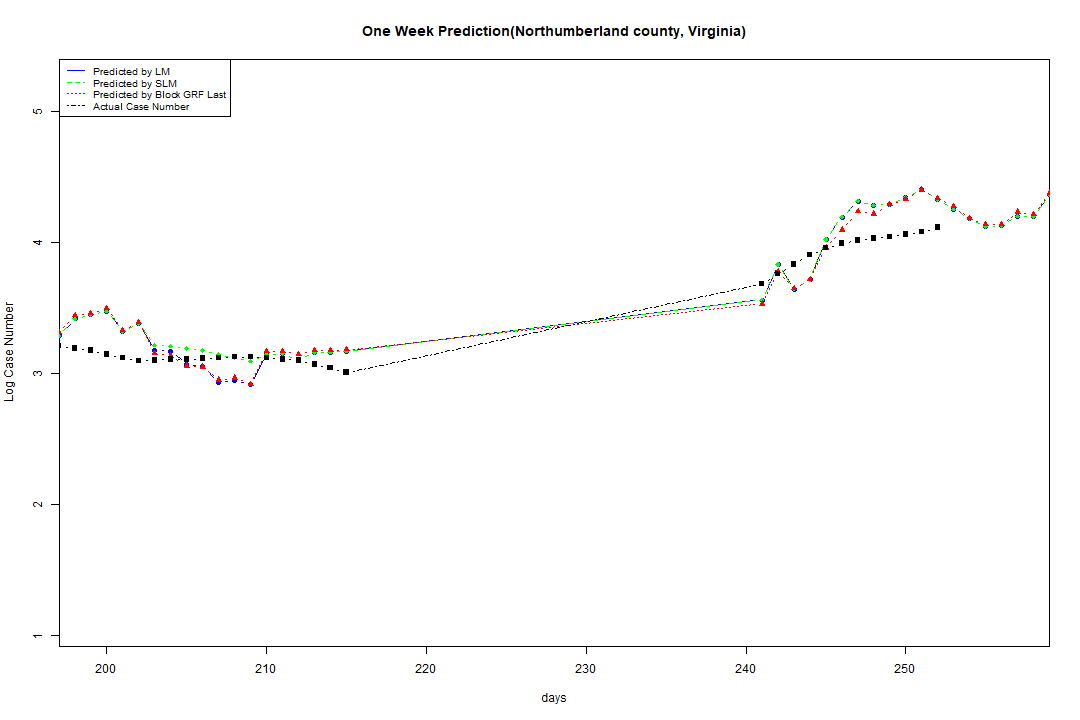 One Week Prediction(Northumberland county, Virginia)
Predicted by LM
Predicted by SLM
Predicted by Block GRF Last
Actual Case Number
5
4
3
2
1
Log Case Number
200 210 220 230 240 250
days